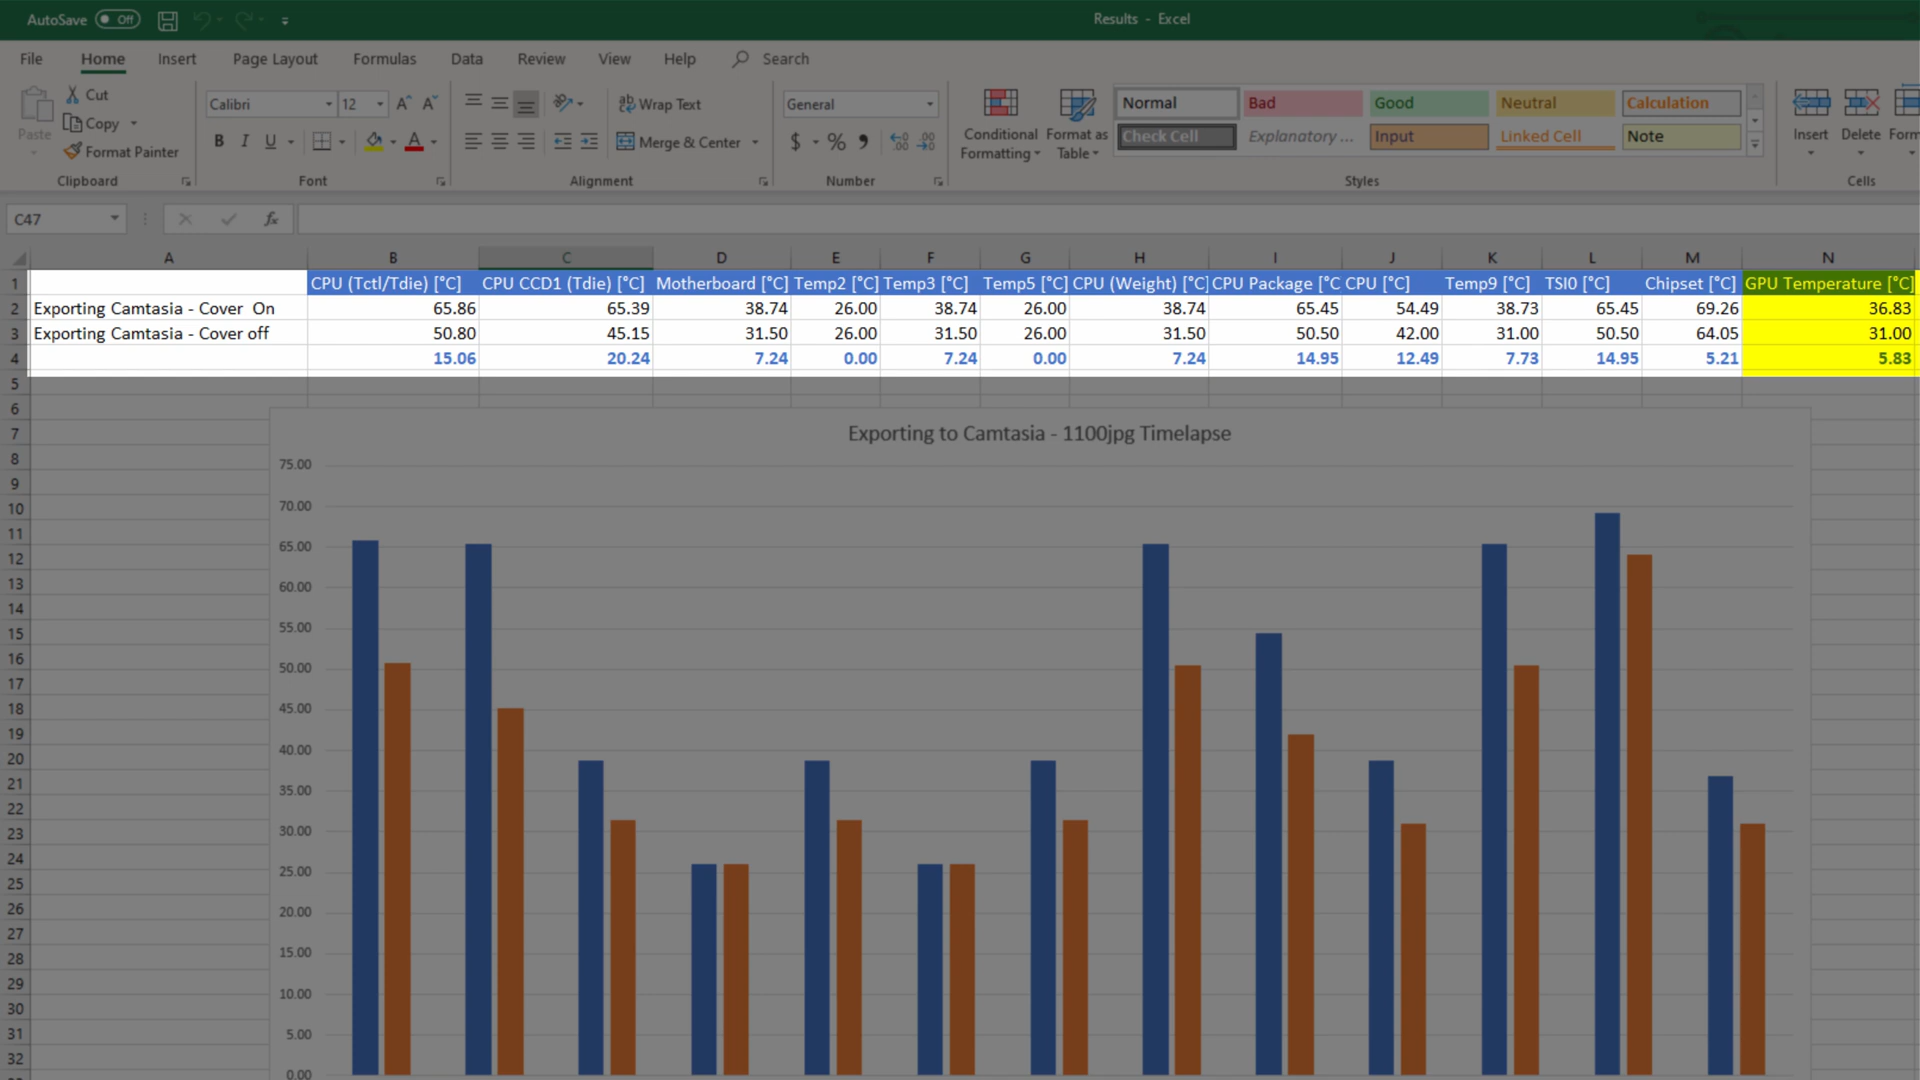 AutoSave Off
Results - Excel
File Home Insert Page Layout Formulas Data Review View Help Search
Paste
Cut
Copy
Format Painter
Clipboard
Calibri 12
B I U
Font
Wrap Text
Merge & Center
Alignment
General
$ % 9
Number
Conditional Formatting
Format as Table
Normal Bad Good Neutral Calculation
Check Cell Explanatory ... Input Linked Cell Note
Styles
Insert Delete Form
Cells
C47 fx
A B C D E F G H I J K L M N
1 CPU (Tctl/Tdie) [°C] CPU CCD1 (Tdie) [°C] Motherboard [°C] Temp2 [°C] Temp3 [°C] Temp5 [°C] CPU (Weight) [°C] CPU Package [°C CPU [°C] Temp9 [°C] TSI0 [°C] Chipset [°C] GPU Temperature [°C]
2 Exporting Camtasia - Cover On 65.86 65.39 38.74 26.00 38.74 26.00 38.74 65.45 54.49 38.73 65.45 69.26 36.83
3 Exporting Camtasia - Cover off 50.80 45.15 31.50 26.00 31.50 26.00 31.50 50.50 42.00 31.00 50.50 64.05 31.00
4 15.06 20.24 7.24 0.00 7.24 0.00 7.24 14.95 12.49 7.73 14.95 5.21 5.83
5
6
7
8
9
10
11
12
13
14
15
16
17
18
19
20
21
22
23
24
25
26
27
28
29
30
31
32
Exporting to Camtasia - 1100jpg Timelapse
75.00
70.00
65.00
60.00
55.00
50.00
45.00
40.00
35.00
30.00
25.00
20.00
15.00
10.00
5.00
0.00